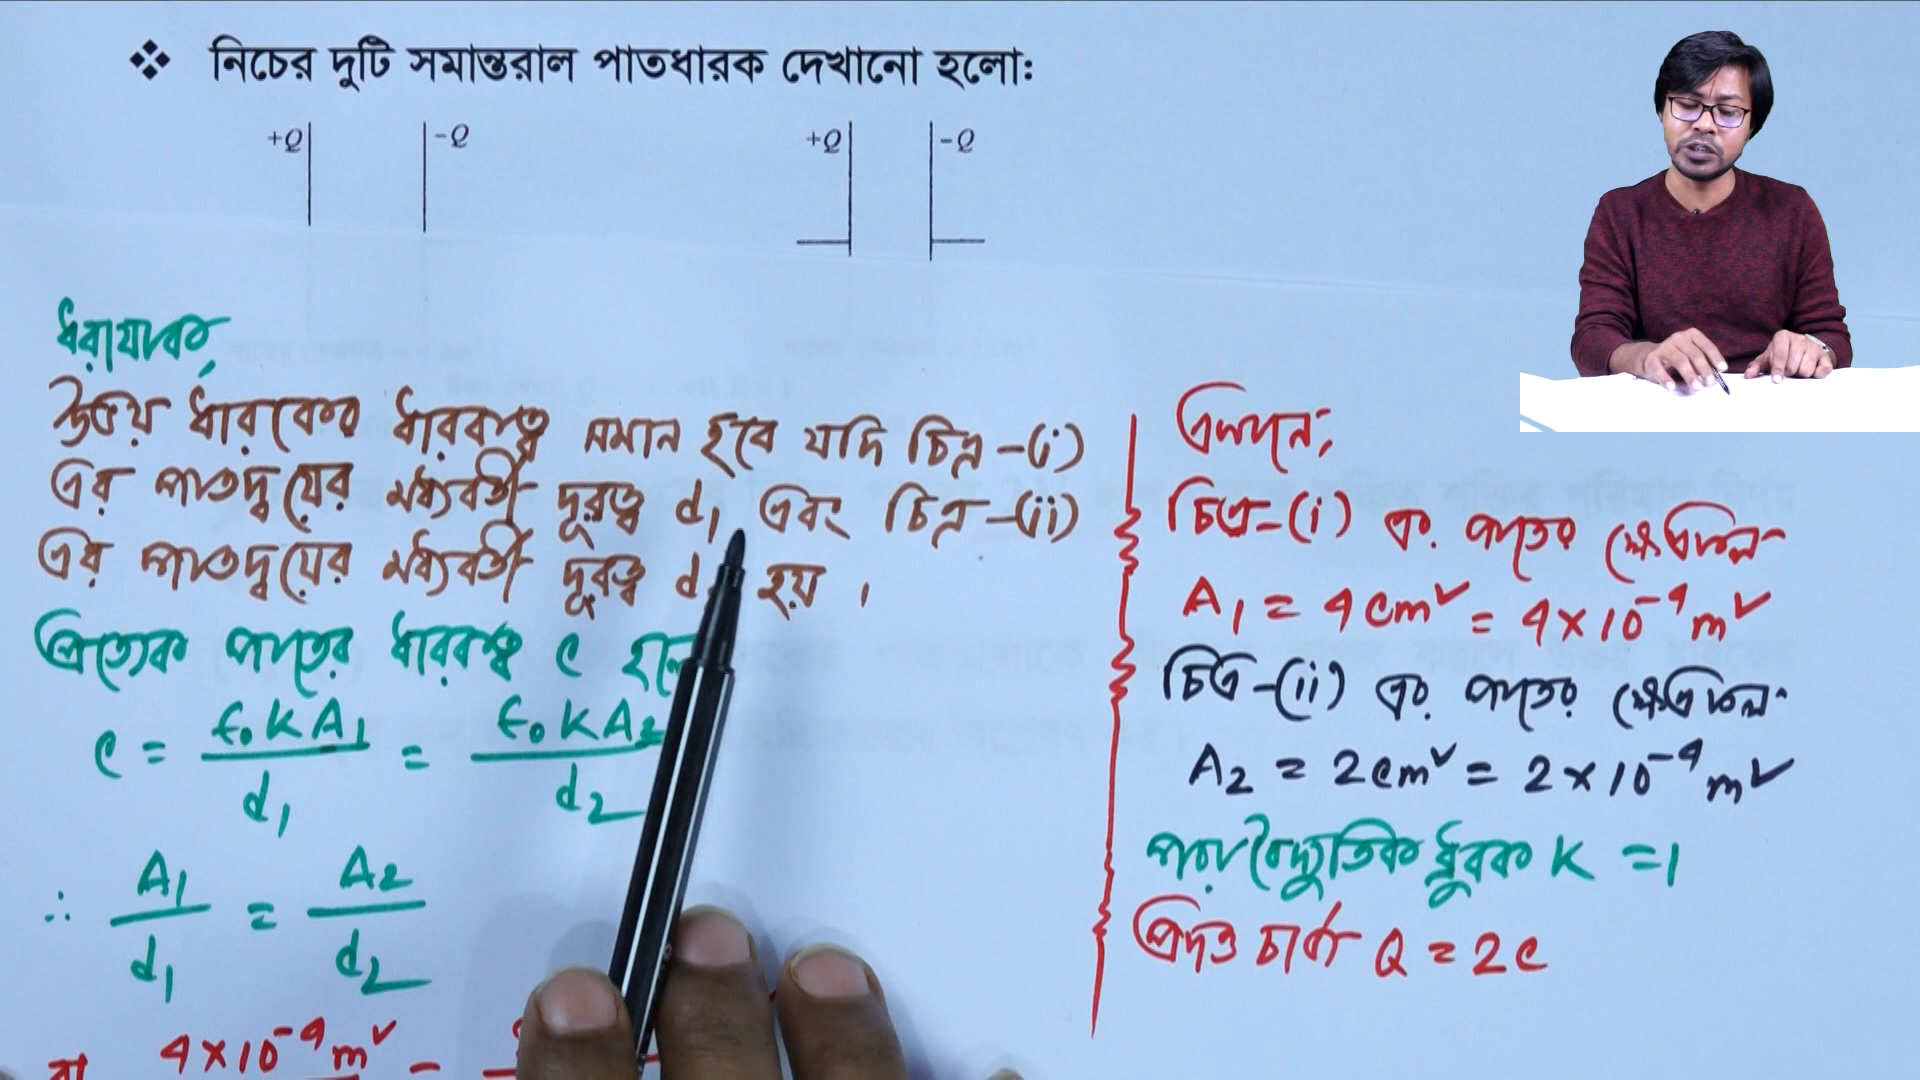 ❖ নিচের দুটি সমান্তরাল পাতধারক দেখানো হলো:
+Q -Q +Q -Q
ধরাযাক,
উভয় ধারকের ধারকত্ব সমান হবে যদি চিত্র-(i)
এর পাতদ্বয়ের মধ্যবর্তী দূরত্ব d₁ এবং চিত্র-(ii)
এর পাতদ্বয়ের মধ্যবর্তী দূরত্ব d হয়।
প্রত্যেক পাতের ধারকত্ব C হলে
C = ε₀KA₁/d₁ = ε₀KA₂/d₂
∴ A₁/d₁ = A₂/d₂
বা 4×10⁻⁴m²
এখানে,
চিত্র-(i) এর পাতের ক্ষেত্রফল
A₁ = 4cm² = 4×10⁻⁴m²
চিত্র-(ii) এর পাতের ক্ষেত্রফল
A₂ = 2cm² = 2×10⁻⁴m²
পরাবৈদ্যুতিক ধ্রুবক K = 1
প্রদত্ত চার্জ Q = 2C